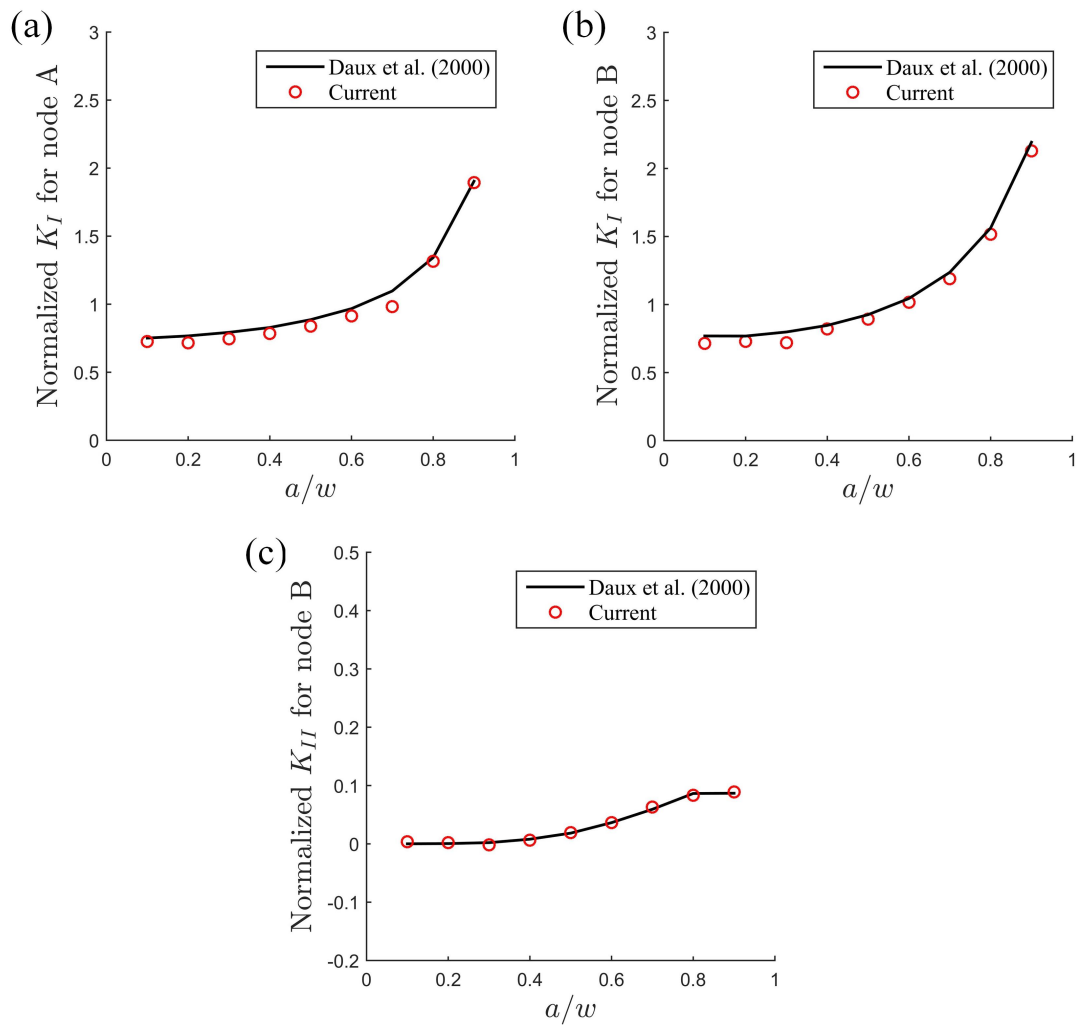 (a)
Normalized K_I for node A
3
2.5
2
1.5
1
0.5
0
0
0.2
0.4
0.6
0.8
1
a/w
Daux et al. (2000)
Current
(b)
Normalized K_I for node B
3
2.5
2
1.5
1
0.5
0
0
0.2
0.4
0.6
0.8
1
a/w
Daux et al. (2000)
Current
(c)
Normalized K_{II} for node B
0.5
0.4
0.3
0.2
0.1
0
-0.1
-0.2
0
0.2
0.4
0.6
0.8
1
a/w
Daux et al. (2000)
Current